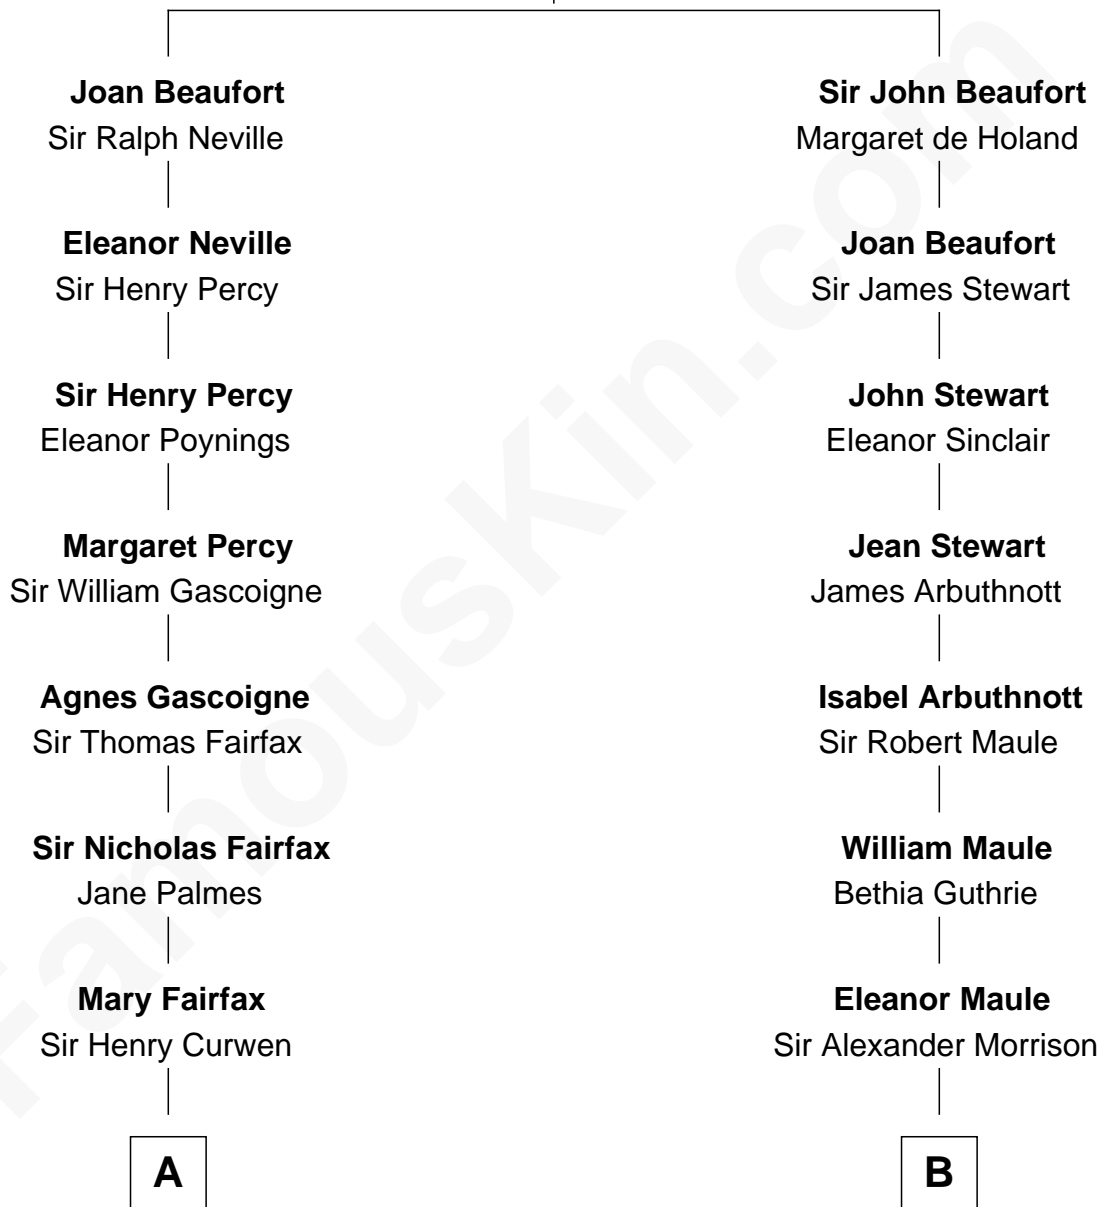 Joan Beaufort
Sir Ralph Neville
Eleanor Neville
Sir Henry Percy
Sir Henry Percy
Eleanor Poynings
Margaret Percy
Sir William Gascoigne
Agnes Gascoigne
Sir Thomas Fairfax
Sir Nicholas Fairfax
Jane Palmes
Mary Fairfax
Sir Henry Curwen
A
Sir John Beaufort
Margaret de Holand
Joan Beaufort
Sir James Stewart
John Stewart
Eleanor Sinclair
Jean Stewart
James Arbuthnott
Isabel Arbuthnott
Sir Robert Maule
William Maule
Bethia Guthrie
Eleanor Maule
Sir Alexander Morrison
B
FamousKin.com